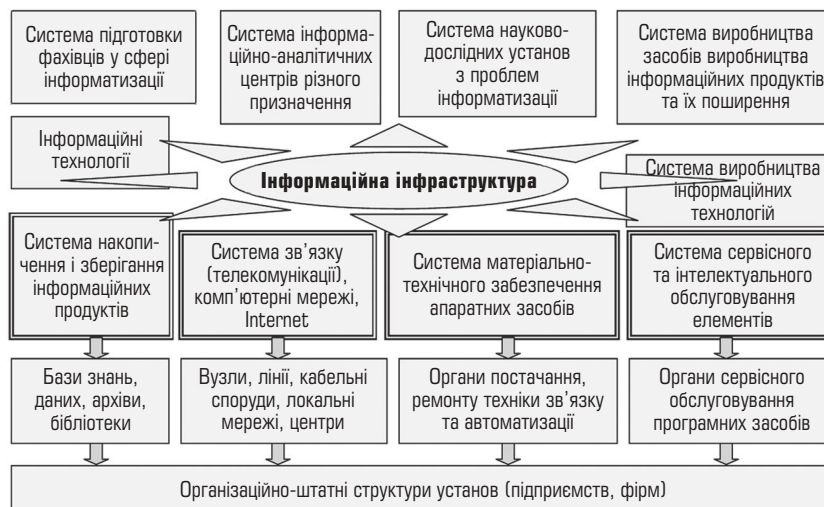 Система підготовки
фахівців у сфері
інформатизації
Система інформа-
ційно-аналітичних
центрів різного
призначення
Система науково-
дослідних установ
з проблем
інформатизації
Система виробництва
засобів виробництва
інформаційних продуктів
та їх поширення
Інформаційні
технології
Інформаційна інфраструктура
Система виробництва
інформаційних
технологій
Система накопи-
чення і зберігання
інформаційних
продуктів
Система зв’язку
(телекомунікації),
комп’ютерні мережі,
Internet
Система матеріально-
технічного забезпечення
апаратних засобів
Система сервісного
та інтелектуального
обслуговування
елементів
Бази знань,
даних, архіви,
бібліотеки
Вузли, лінії, кабельні
споруди, локальні
мережі, центри
Органи постачання,
ремонту техніки зв’язку
та автоматизації
Органи сервісного
обслуговування
програмних засобів
Організаційно-штатні структури установ (підприємств, фірм)